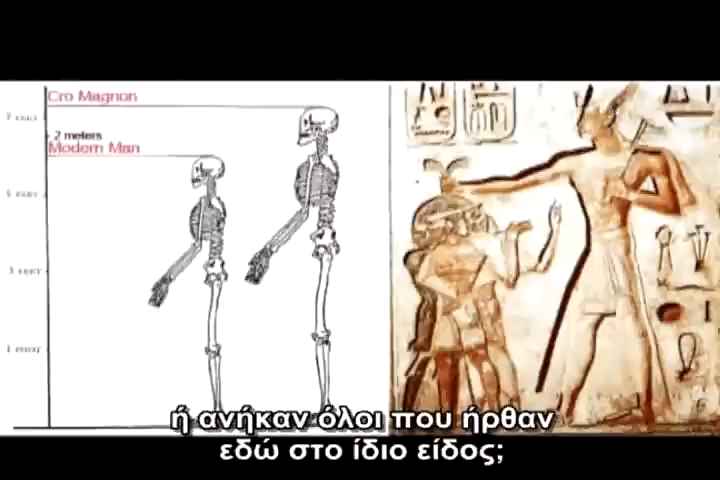 Cro Magnon
2 meters
Modern Man
ή ανήκαν όλοι που ήρθαν
εδώ στο ίδιο είδος;